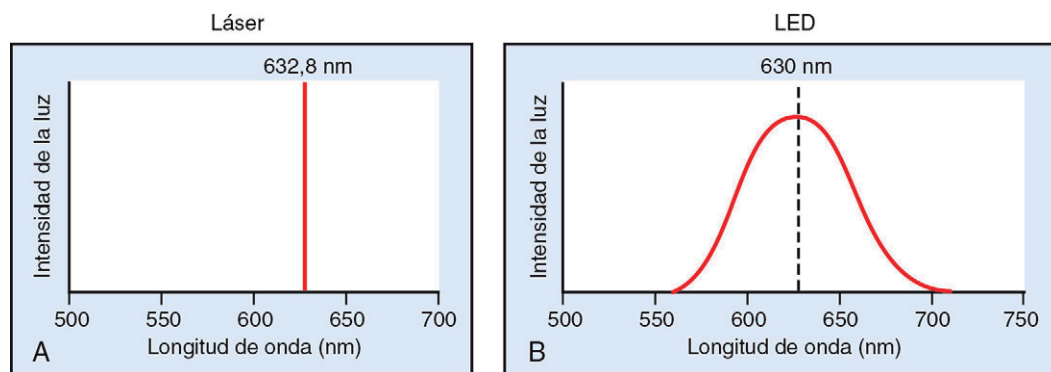 Láser
632,8 nm
Intensidad de la luz
500 550 600 650 700
Longitud de onda (nm)
A
LED
630 nm
Intensidad de la luz
500 550 600 650 700 750
Longitud de onda (nm)
B